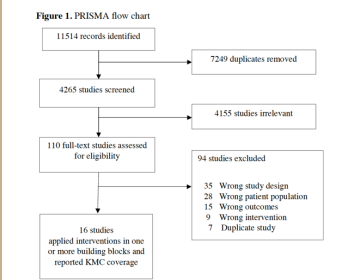 Figure 1. PRISMA flow chart
11514 records identified
7249 duplicates removed
4265 studies screened
4155 studies irrelevant
110 full-text studies assessed
for eligibility
94 studies excluded
35 Wrong study design
28 Wrong patient population
15 Wrong outcomes
9 Wrong intervention
7 Duplicate study
16 studies
applied interventions in one
or more building blocks and
reported KMC coverage